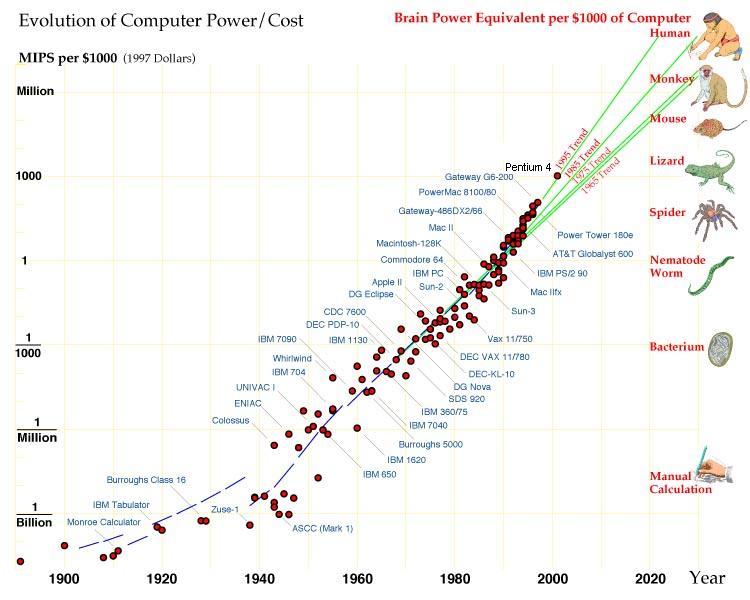 Evolution of Computer Power/Cost
Brain Power Equivalent per $1000 of Computer
MIPS per $1000 (1997 Dollars)
Million
1000
1
1
1000
1
Million
1
Billion
Human
Monkey
Mouse
Lizard
Spider
Nematode
Worm
Bacterium
Manual
Calculation
1995 Trend
1985 Trend
1975 Trend
1965 Trend
Pentium 4
Gateway G6-200
PowerMac 8100/80
Gateway-486DX2/66
Mac II
Macintosh-128K
Commodore 64
IBM PC
Sun-2
Apple II
DG Eclipse
CDC 7600
DEC PDP-10
IBM 1130
IBM 7090
Whirlwind
IBM 704
UNIVAC I
ENIAC
Colossus
Burroughs Class 16
IBM Tabulator
Monroe Calculator
Zuse-1
ASCC (Mark 1)
Power Tower 180e
AT&T Globalyst 600
IBM PS/2 90
Mac IIfx
Sun-3
Vax 11/750
DEC VAX 11/780
DEC-KL-10
DG Nova
SDS 920
IBM 360/75
IBM 7040
Burroughs 5000
IBM 1620
IBM 650
1900
1920
1940
1960
1980
2000
2020
Year